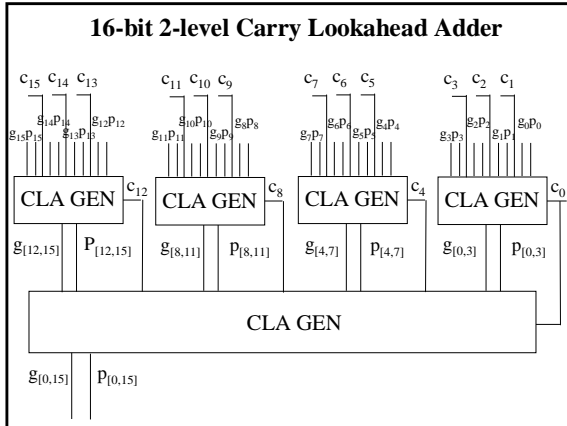 16-bit 2-level Carry Lookahead Adder
c15 c14 c13 c11 c10 c9 c7 c6 c5 c3 c2 c1
g15p15 g14p14 g13p13 g12p12 g11p11 g10p10 g9p9 g8p8 g7p7 g6p6 g5p5 g4p4 g3p3 g2p2 g1p1 g0p0
CLA GEN c12 CLA GEN c8 CLA GEN c4 CLA GEN c0
g[12,15] P[12,15] g[8,11] p[8,11] g[4,7] p[4,7] g[0,3] p[0,3]
CLA GEN
g[0,15] p[0,15]